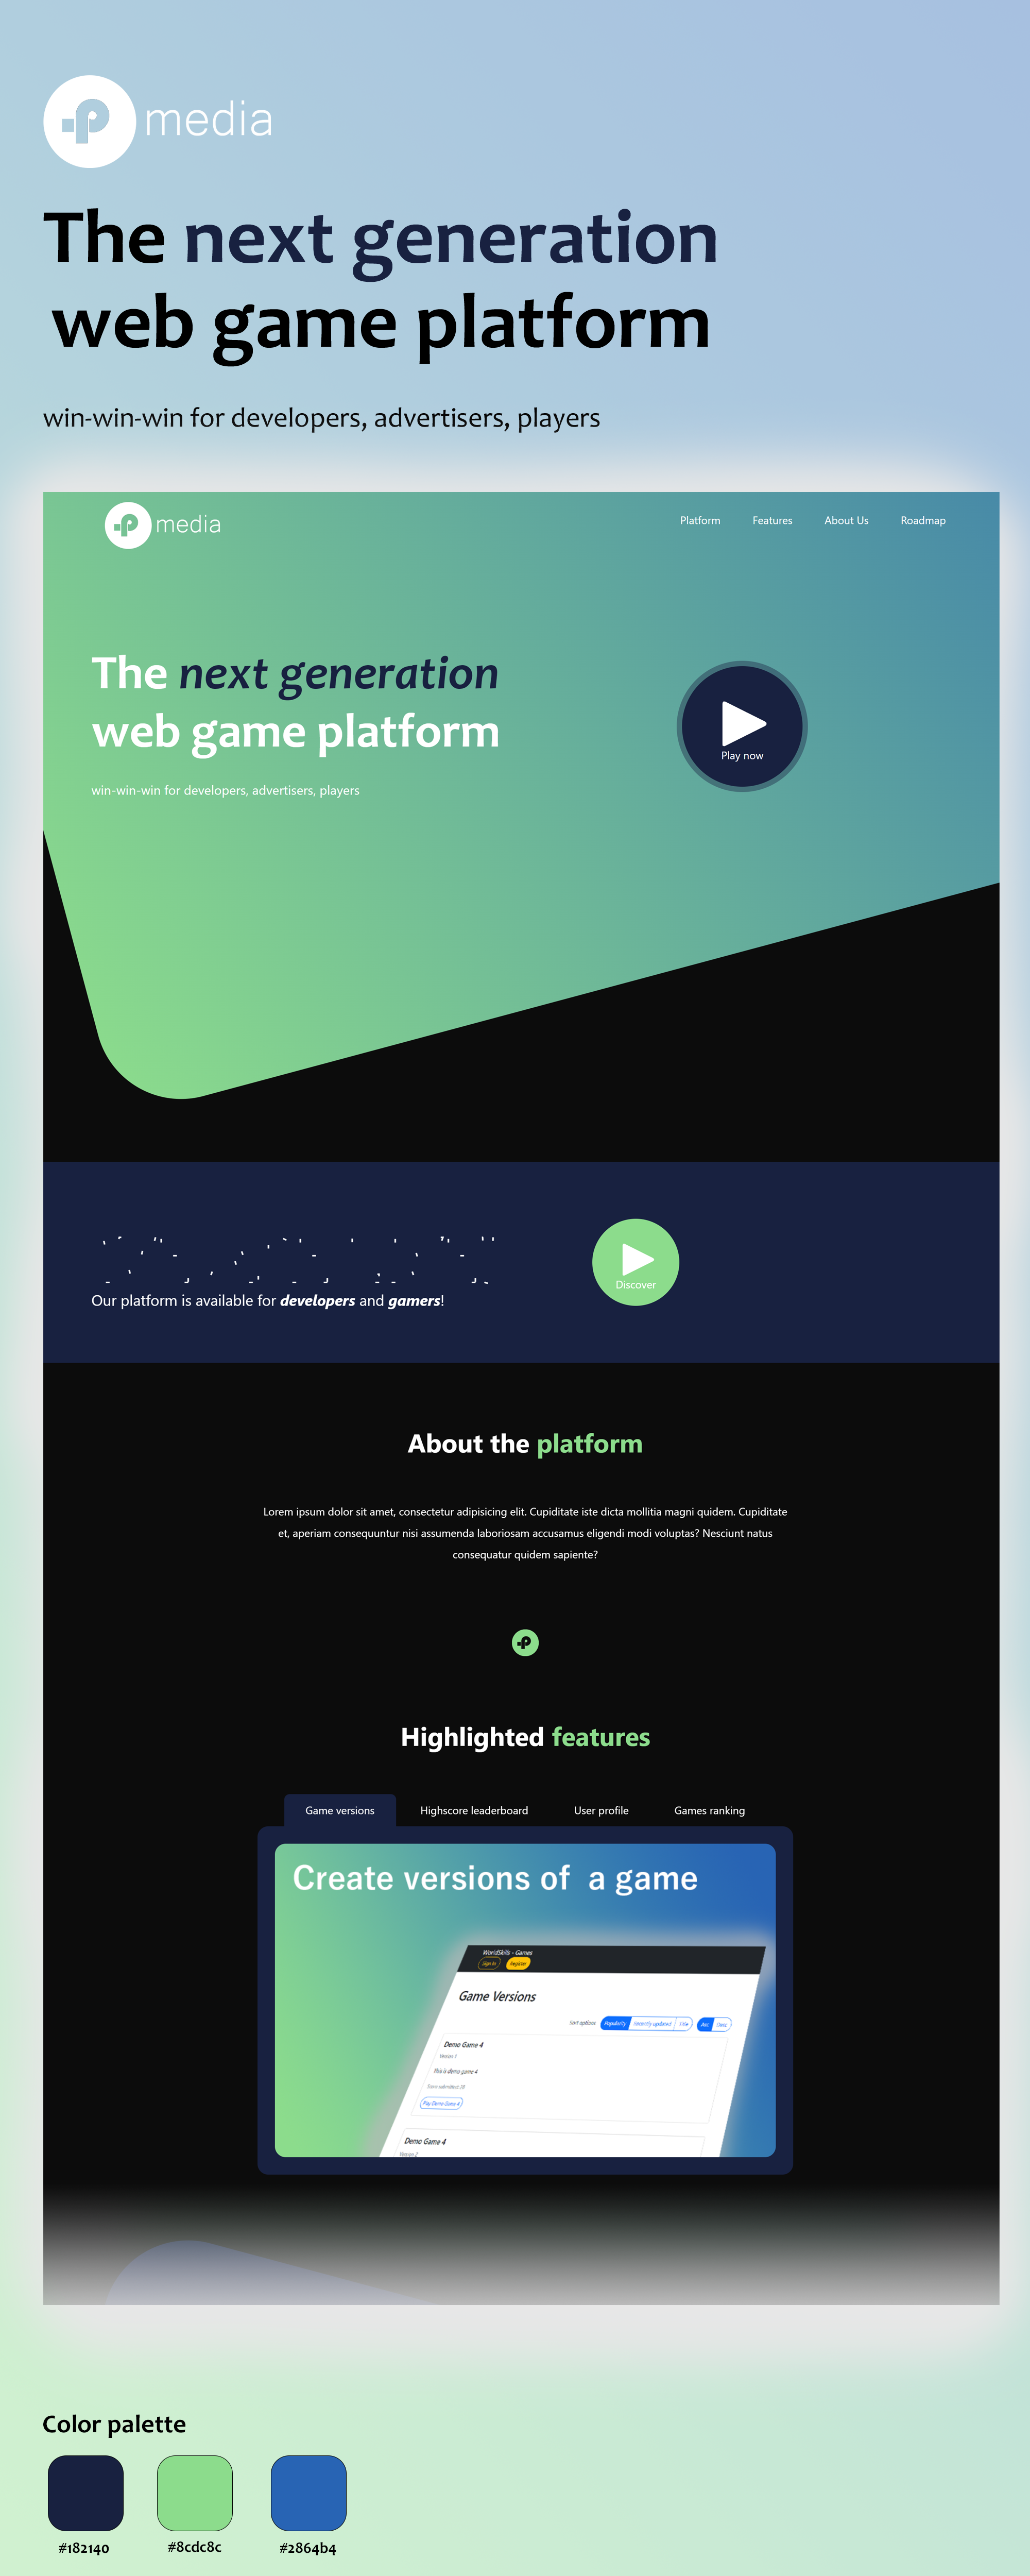 media
The next generation
web game platform
win-win-win for developers, advertisers, players
media
Platform Features About Us Roadmap
The next generation
web game platform
win-win-win for developers, advertisers, players
Play now
Our platform is available for developers and gamers!
Discover
About the platform
Lorem ipsum dolor sit amet, consectetur adipisicing elit. Cupiditate iste dicta mollitia magni quidem. Cupiditate
et, aperiam consequuntur nisi assumenda laboriosam accusamus eligendi modi voluptas? Nesciunt natus
consequatur quidem sapiente?
Highlighted features
Game versions Highscore leaderboard User profile Games ranking
Create versions of a game
WorldSkills - Games
Sign in Register
Game Versions
Sort options: Popularity Recently updated Title Asc Desc
Demo Game 4
Version 1
This is demo game 4
Play Demo Game 4
Demo Game 4
Version 2
Color palette
#182140 #8cdc8c #2864b4